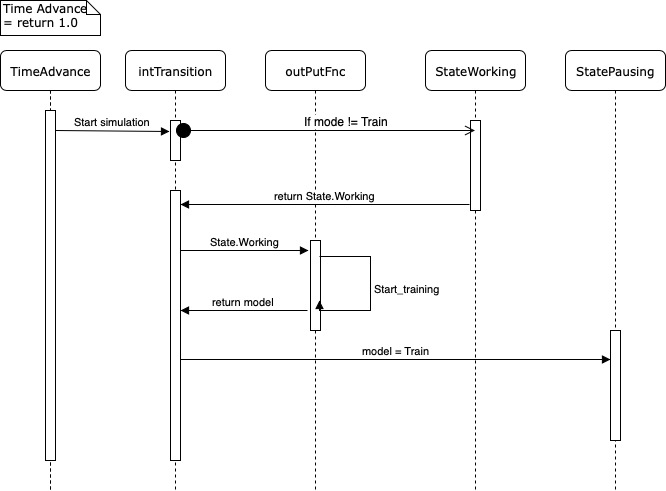 Time Advance
= return 1.0
TimeAdvance
intTransition
outPutFnc
StateWorking
StatePausing
Start simulation
If mode != Train
return State.Working
State.Working
Start_training
return model
model = Train